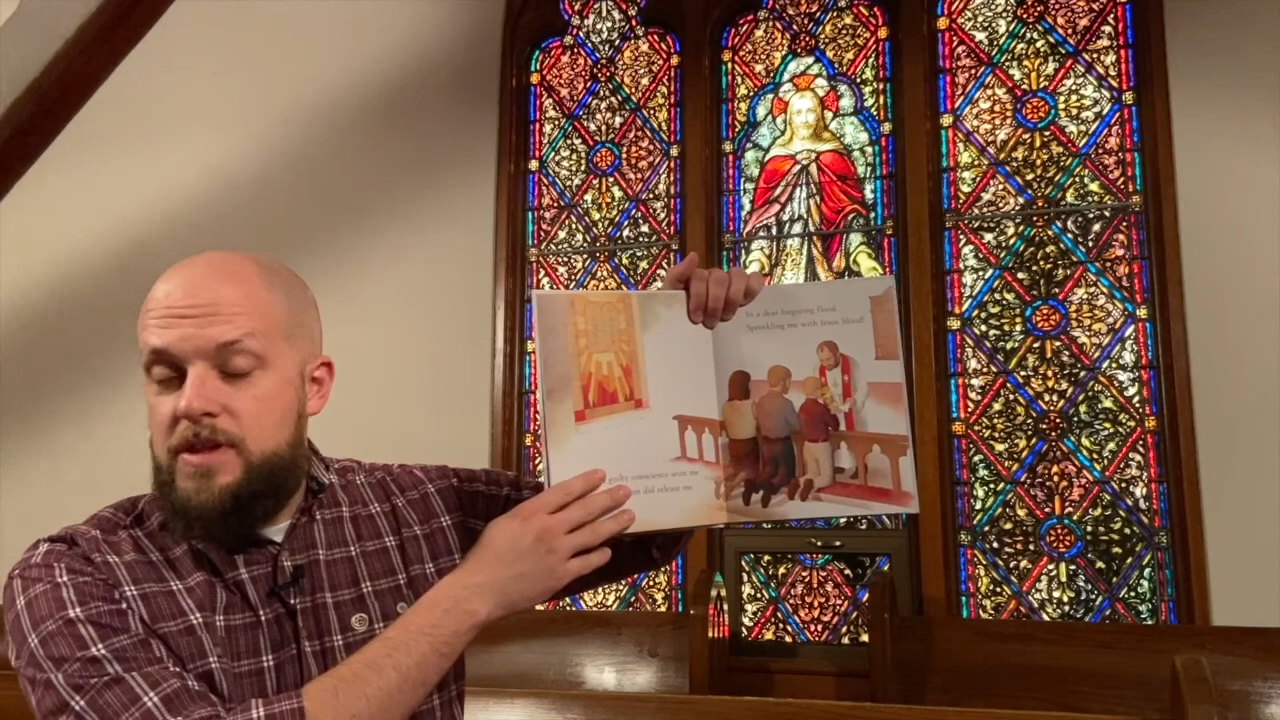 guilty conscience seize me
did release me
In a dear forgiving flood
Sprinkling me with Jesus' blood!